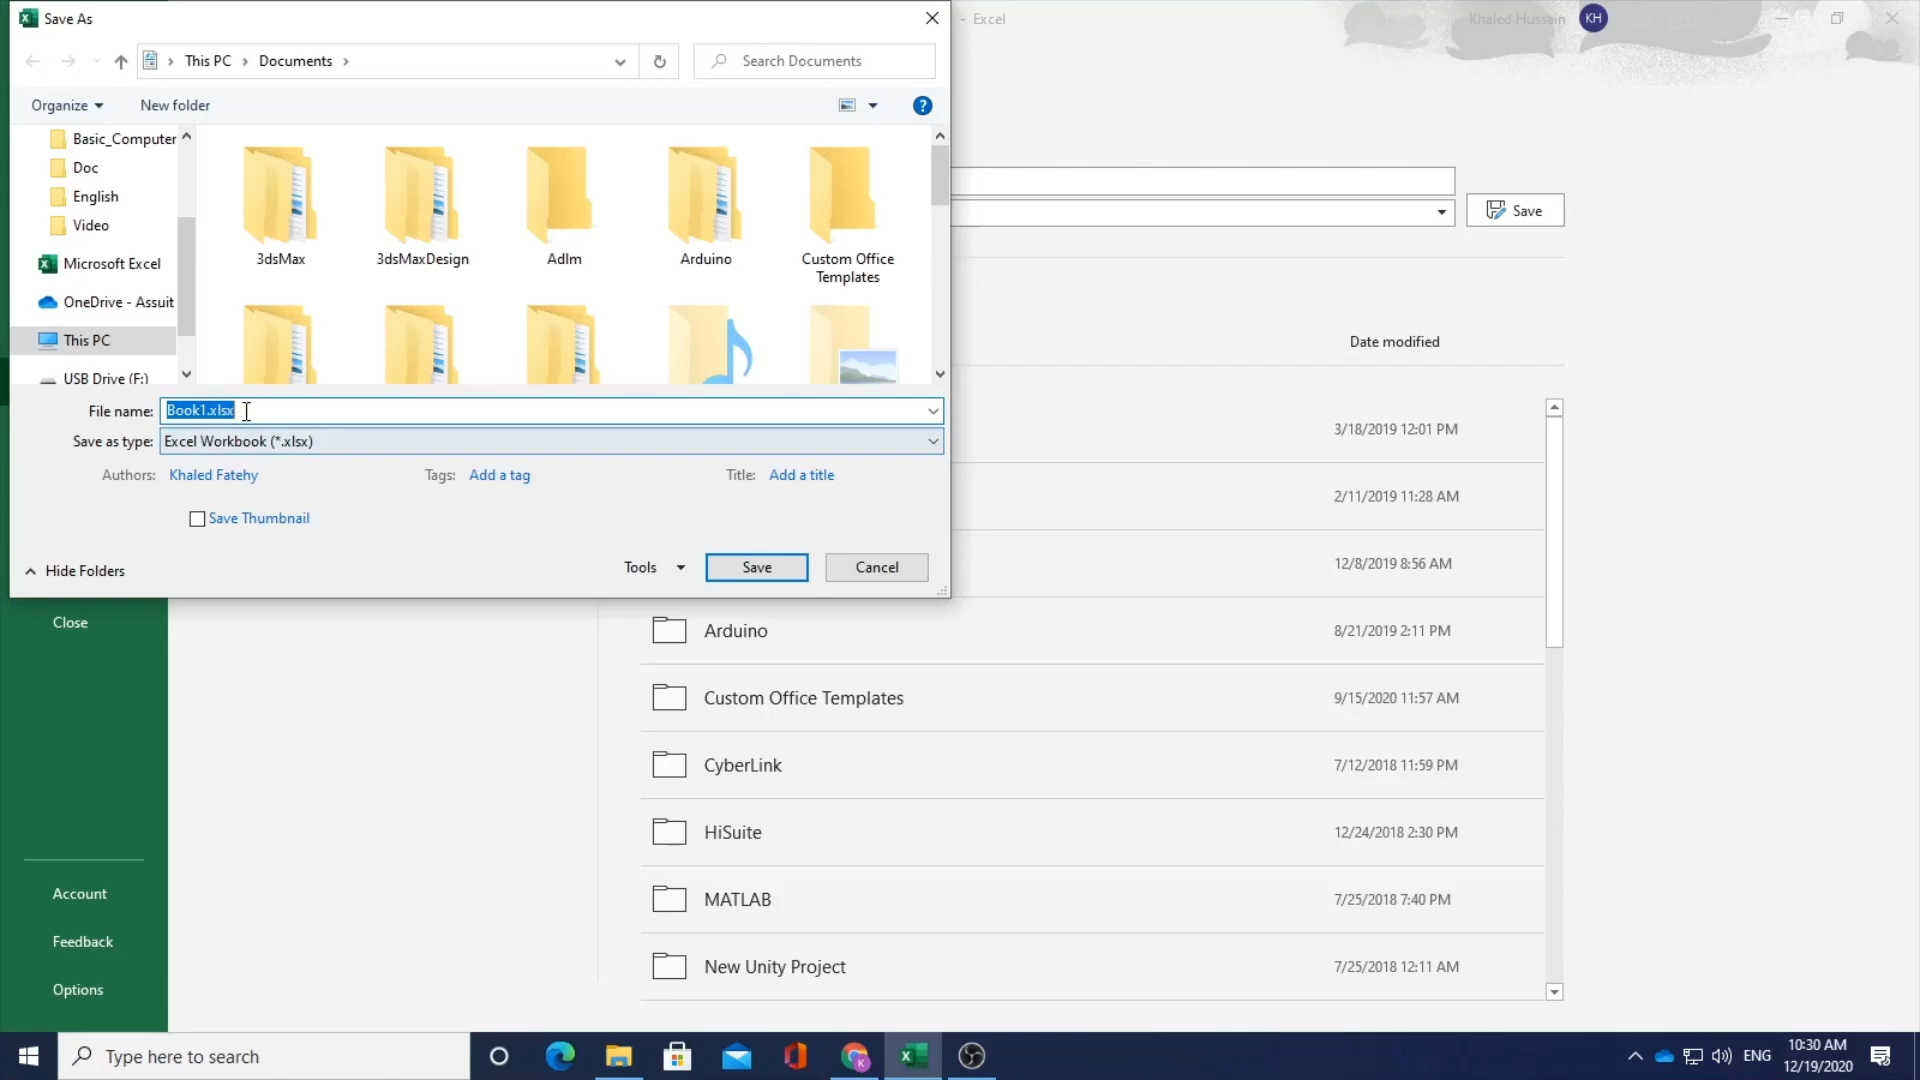 Save As
- Excel
Khaled Hussain
KH
This PC
Documents
Search Documents
Organize
New folder
?
Basic_Computer
Doc
English
Video
Microsoft Excel
OneDrive - Assuit
This PC
USB Drive (F:)
3dsMax
3dsMaxDesign
Adlm
Arduino
Custom Office
Templates
File name:
Book1.xlsx
Save as type:
Excel Workbook (*.xlsx)
Authors:
Khaled Fatehy
Tags:
Add a tag
Title:
Add a title
Save Thumbnail
Hide Folders
Tools
Save
Cancel
Save
Date modified
3/18/2019 12:01 PM
2/11/2019 11:28 AM
12/8/2019 8:56 AM
Arduino
8/21/2019 2:11 PM
Custom Office Templates
9/15/2020 11:57 AM
CyberLink
7/12/2018 11:59 PM
HiSuite
12/24/2018 2:30 PM
MATLAB
7/25/2018 7:40 PM
New Unity Project
7/25/2018 12:11 AM
Close
Account
Feedback
Options
Type here to search
K
ENG
10:30 AM
12/19/2020